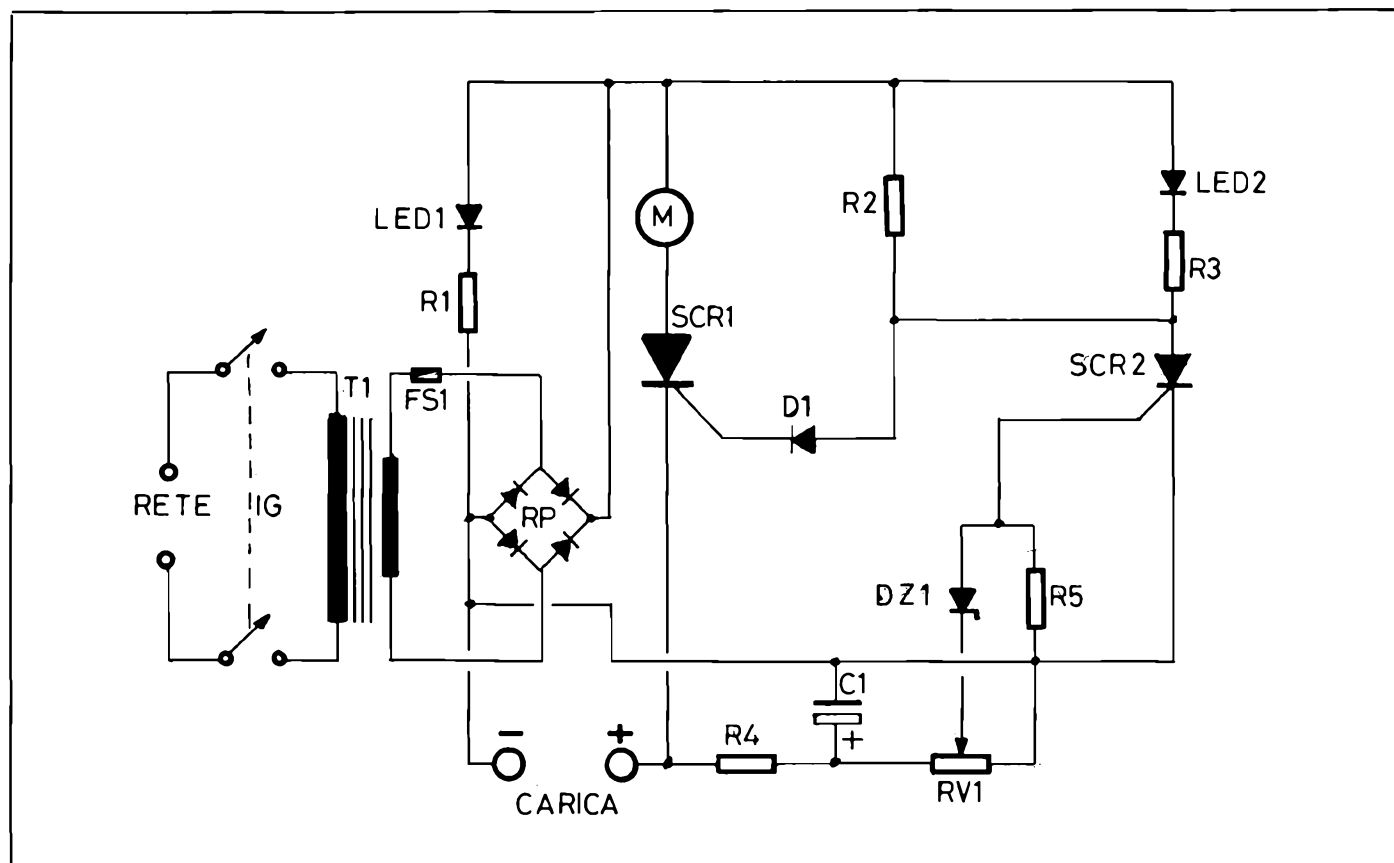 LED1
R1
M
SCR1
R2
LED2
R3
SCR2
D1
T1
FS1
RETE
IG
RP
DZ1
R5
C1
+
-
+
R4
RV1
CARICA